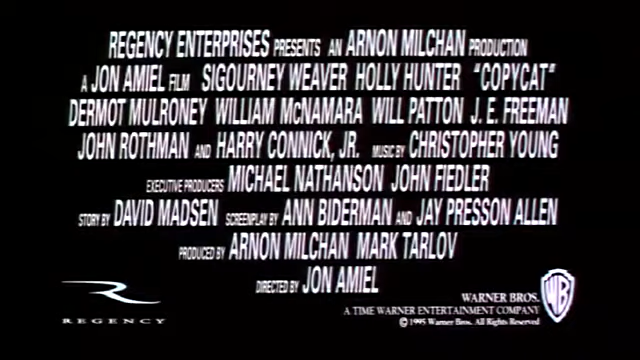 REGENCY ENTERPRISES PRESENTS AN ARNON MILCHAN PRODUCTION
A JON AMIEL FILM SIGOURNEY WEAVER HOLLY HUNTER "COPYCAT"
DERMOT MULRONEY WILLIAM McNAMARA WILL PATTON J. E. FREEMAN
JOHN ROTHMAN AND HARRY CONNICK, JR. MUSIC BY CHRISTOPHER YOUNG
EXECUTIVE PRODUCERS MICHAEL NATHANSON JOHN FIEDLER
STORY BY DAVID MADSEN SCREENPLAY BY ANN BIDERMAN AND JAY PRESSON ALLEN
PRODUCED BY ARNON MILCHAN MARK TARLOV
DIRECTED BY JON AMIEL
REGENCY
WARNER BROS.
A TIME WARNER ENTERTAINMENT COMPANY
© 1995 Warner Bros. All Rights Reserved
WB